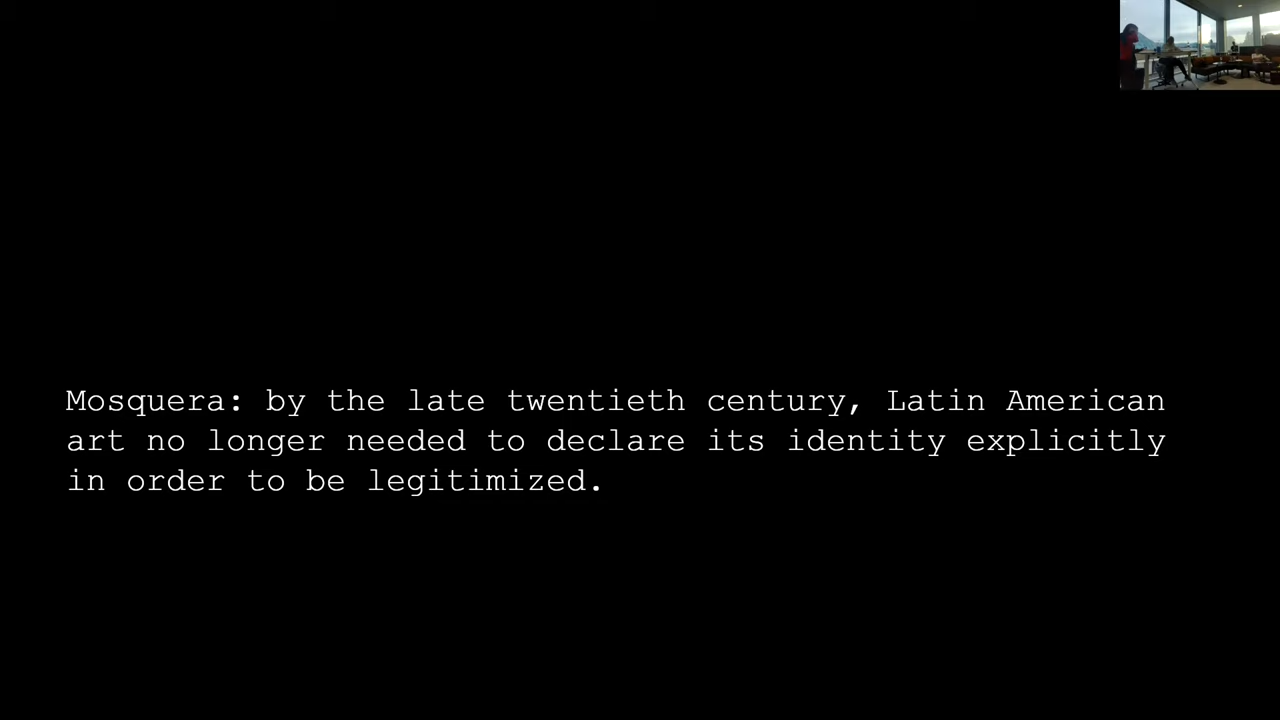 Mosquera: by the late twentieth century, Latin American
art no longer needed to declare its identity explicitly
in order to be legitimized.